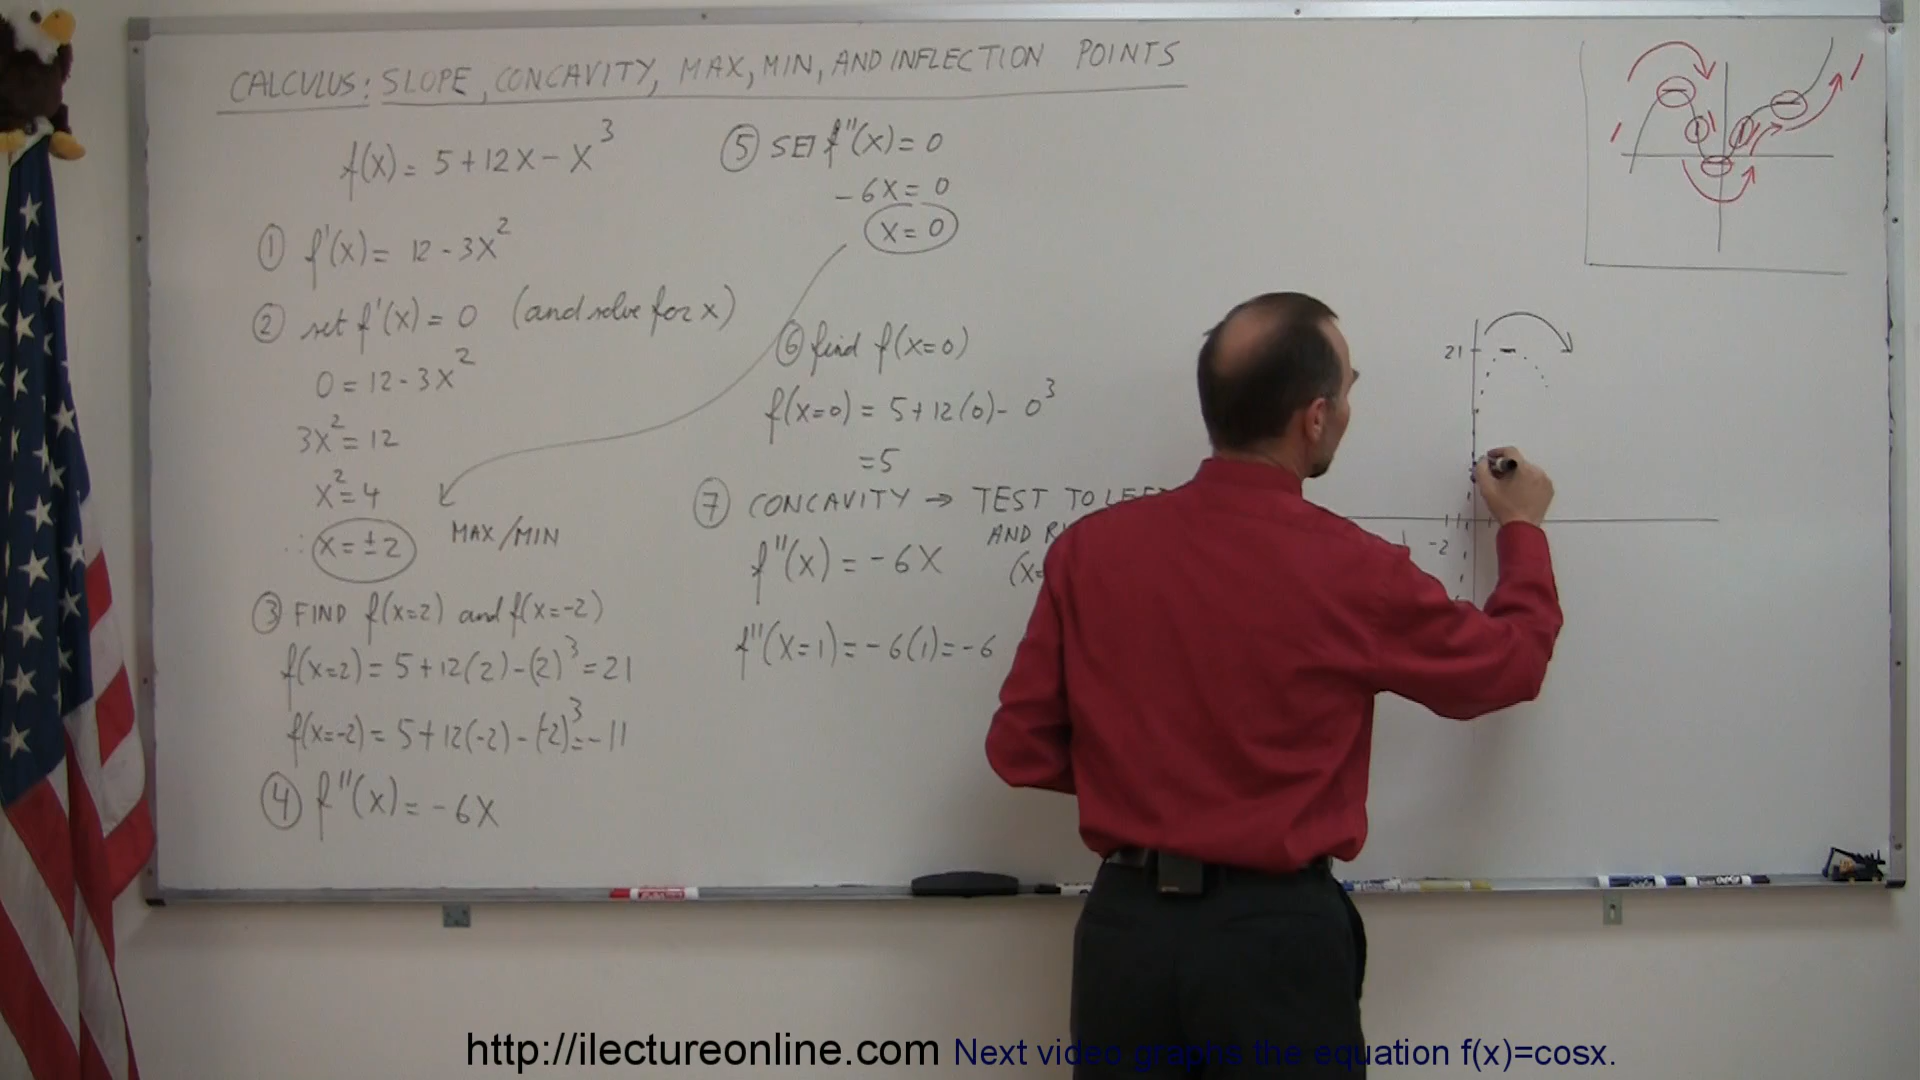 CALCULUS: SLOPE, CONCAVITY, MAX, MIN, AND INFLECTION POINTS
f(x) = 5 + 12x - x³
① f'(x) = 12 - 3x²
② set f'(x) = 0 (and solve for x)
0 = 12 - 3x²
3x² = 12
x² = 4
∴ x = ±2 MAX/MIN
③ FIND f(x=2) and f(x=-2)
f(x=2) = 5 + 12(2) - (2)³ = 21
f(x=-2) = 5 + 12(-2) - (-2)³ = -11
④ f''(x) = -6x
⑤ SET f''(x) = 0
-6x = 0
x = 0
⑥ find f(x=0)
f(x=0) = 5 + 12(0) - 0³
= 5
⑦ CONCAVITY → TEST TO LEFT
AND
(x=
f''(x) = -6x
f''(x=1) = -6(1) = -6
21
-2
http://ilectureonline.com Next video graphs the equation f(x)=cosx.